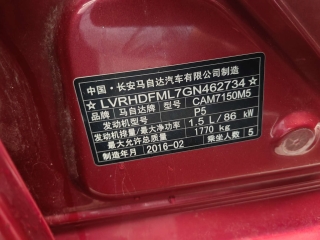 中国·长安马自达汽车有限公司制造
★LVRHDFML7GN462734★
品牌 马自达牌 型号 CAM7150M5
发动机型号 P5
发动机排量/最大净功率 1.5 L/86 kW
最大允许总质量 1770 kg
制造年月 2016-02 乘坐人数 5